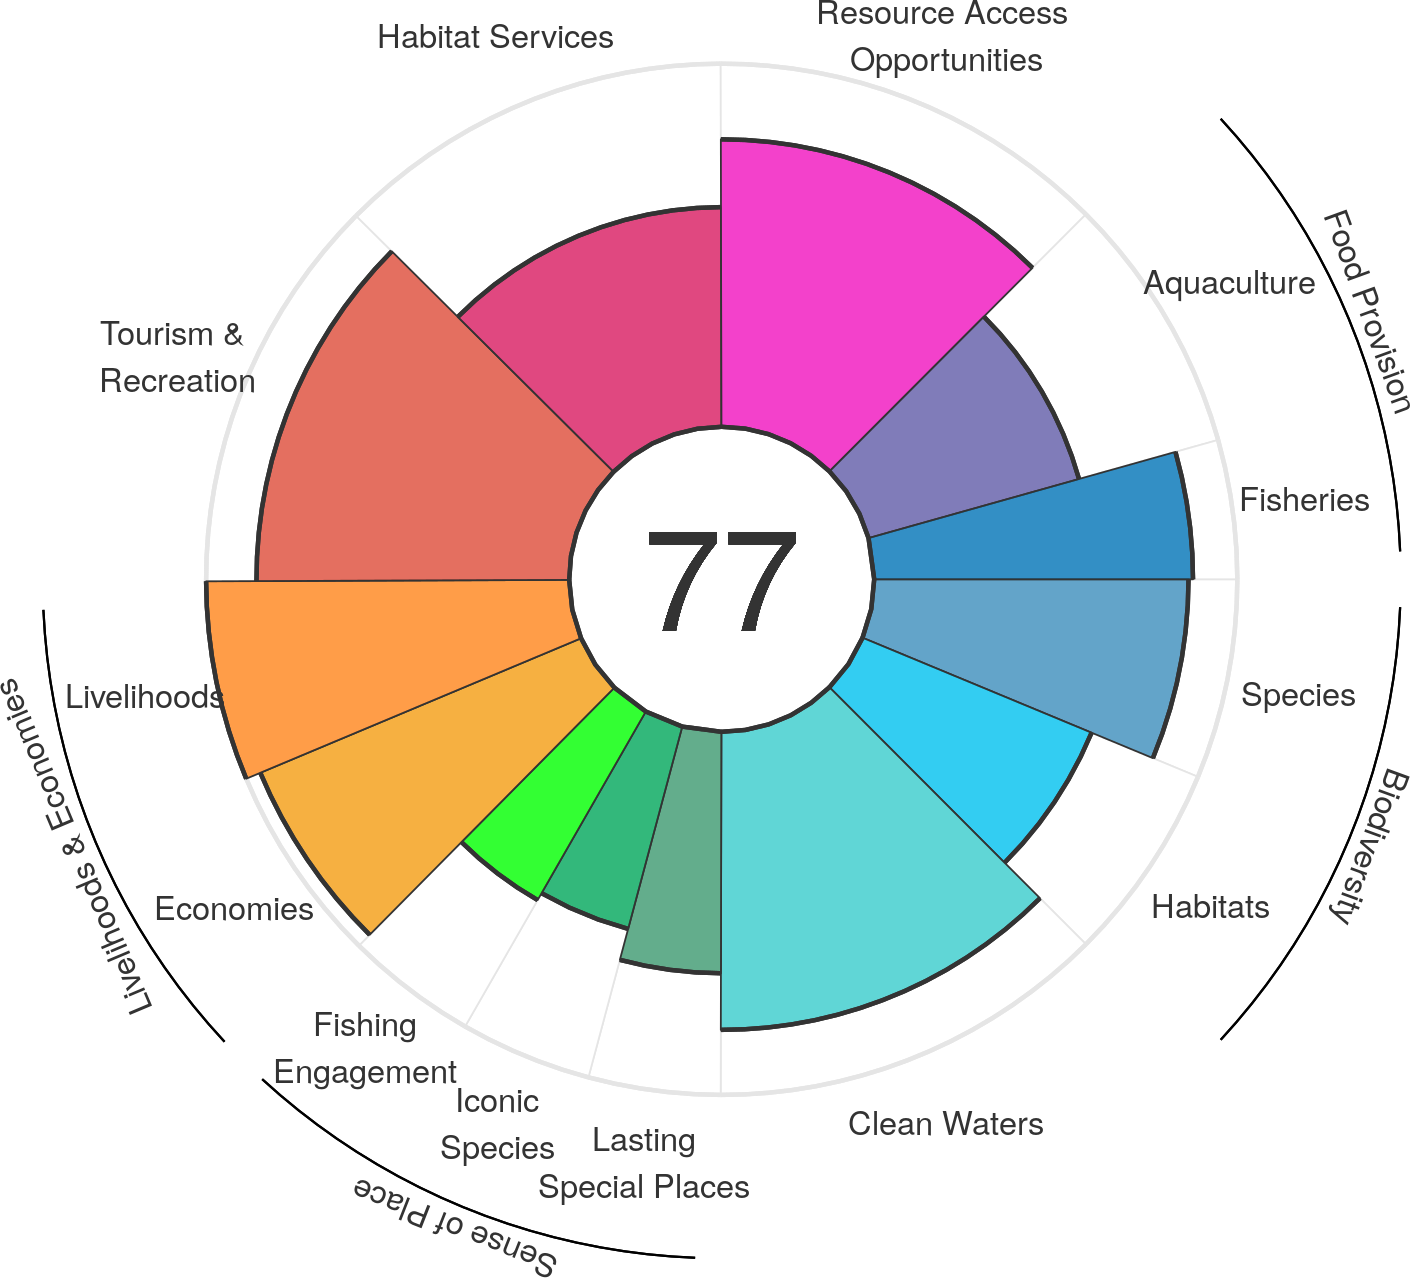 Resource Access
Opportunities
Habitat Services
Food Provision
Aquaculture
Tourism &
Recreation
Fisheries
77
Livelihoods
Species
Livelihoods & Economies
Biodiversity
Economies
Habitats
Fishing
Engagement
Iconic
Species
Lasting
Special Places
Clean Waters
Sense of Place